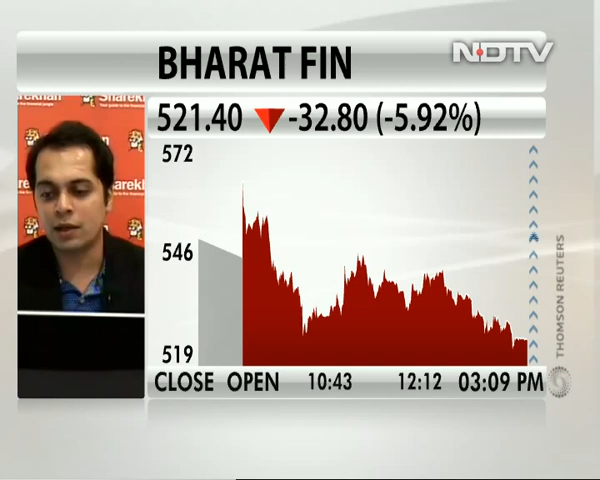 BHARAT FIN
NDTV
521.40 -32.80 (-5.92%)
Sharekhan
572
546
519
CLOSE OPEN 10:43 12:12 03:09 PM
THOMSON REUTERS